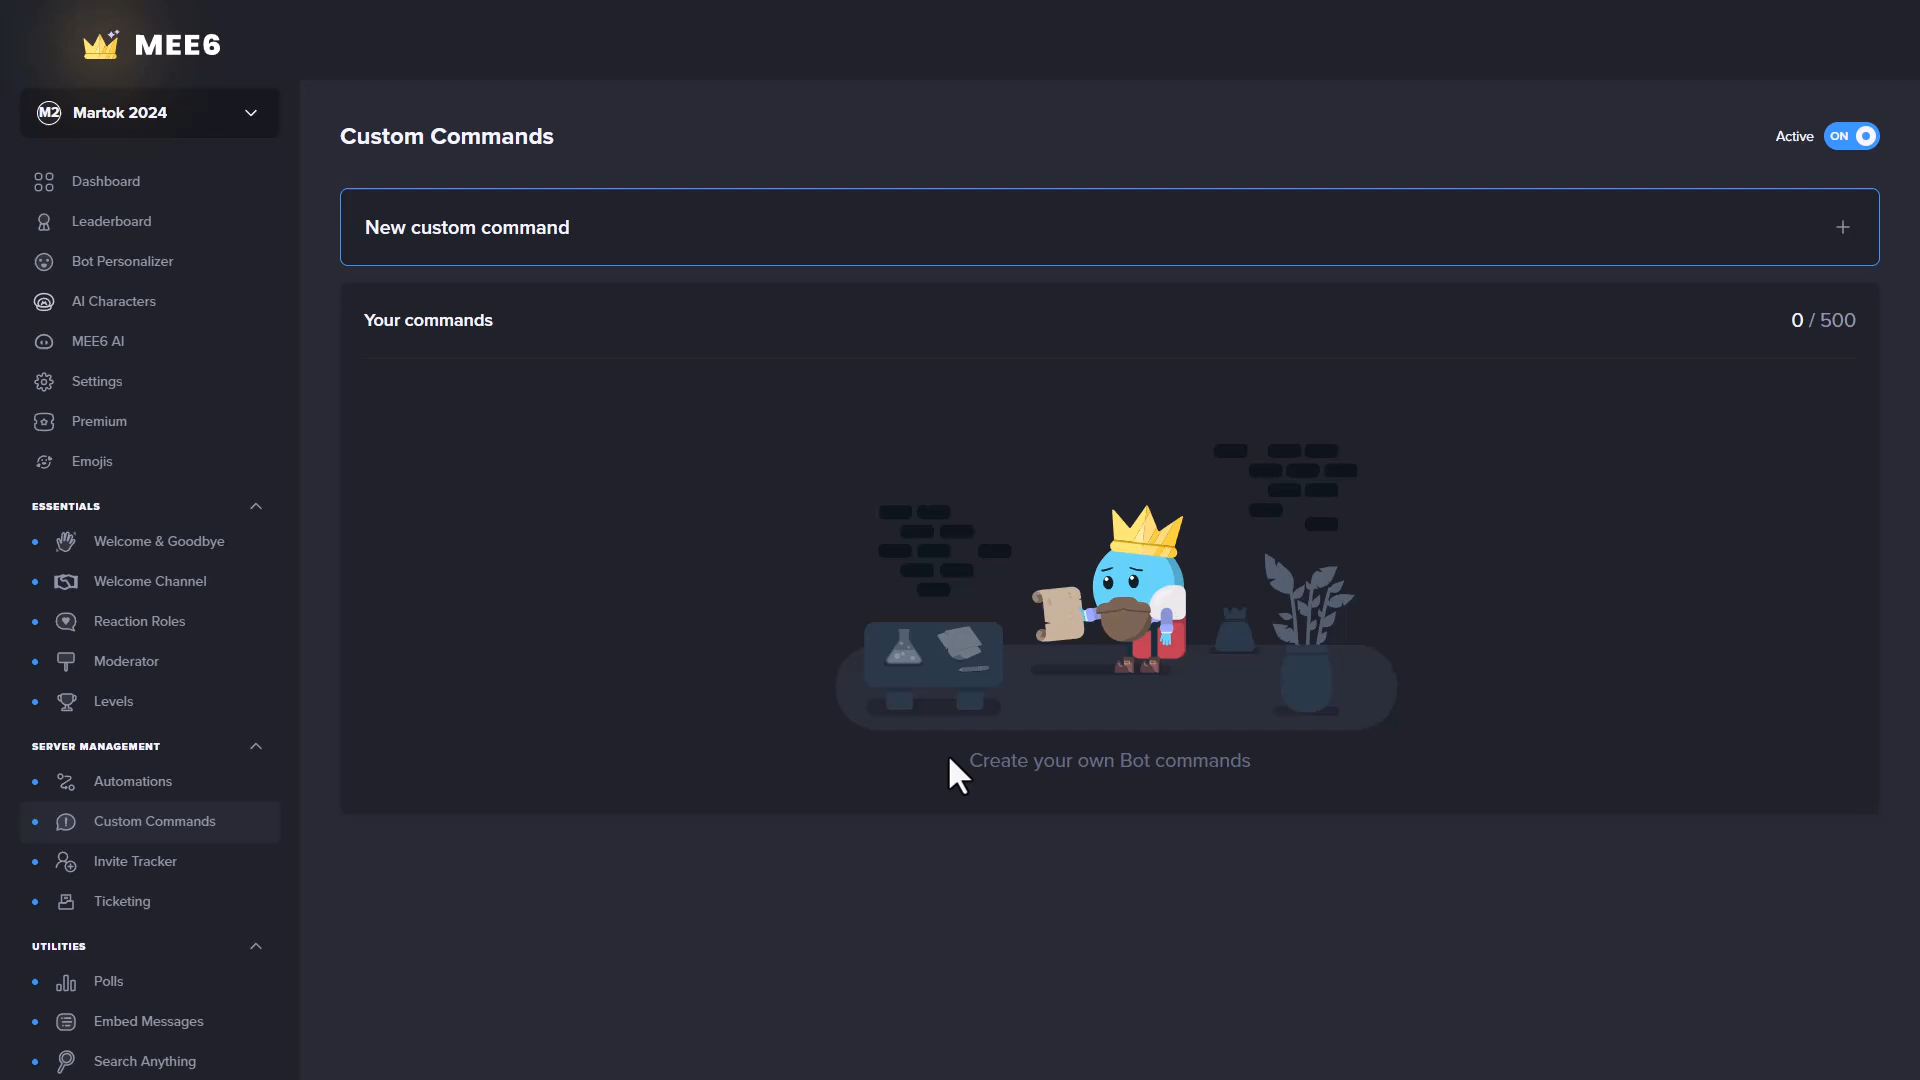 MEE6
M2 Martok 2024
Dashboard
Leaderboard
Bot Personalizer
AI Characters
MEE6 AI
Settings
Premium
Emojis
ESSENTIALS
Welcome & Goodbye
Welcome Channel
Reaction Roles
Moderator
Levels
SERVER MANAGEMENT
Automations
Custom Commands
Invite Tracker
Ticketing
UTILITIES
Polls
Embed Messages
Search Anything
Custom Commands
Active ON
New custom command
Your commands
0 / 500
Create your own Bot commands